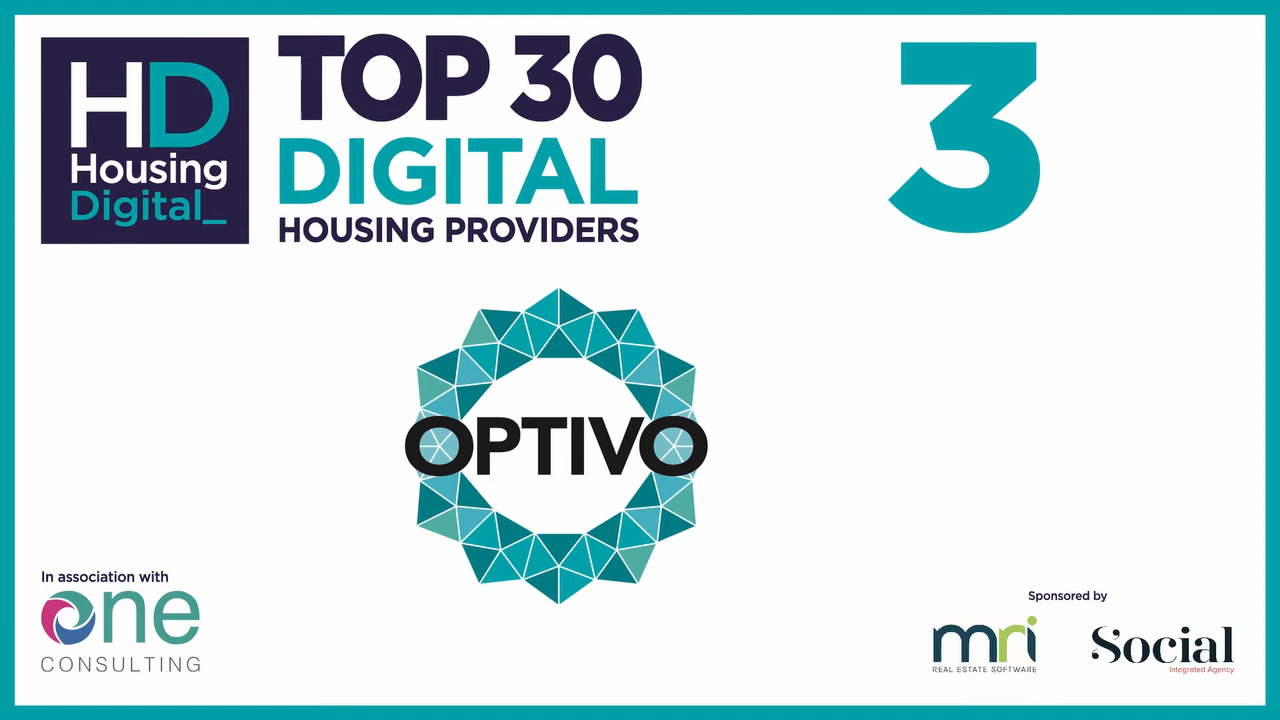 HD
Housing
Digital_
TOP 30
DIGITAL
HOUSING PROVIDERS
3
OPTIVO
In association with
one
CONSULTING
Sponsored by
mri
REAL ESTATE SOFTWARE
Social
Integrated Agency